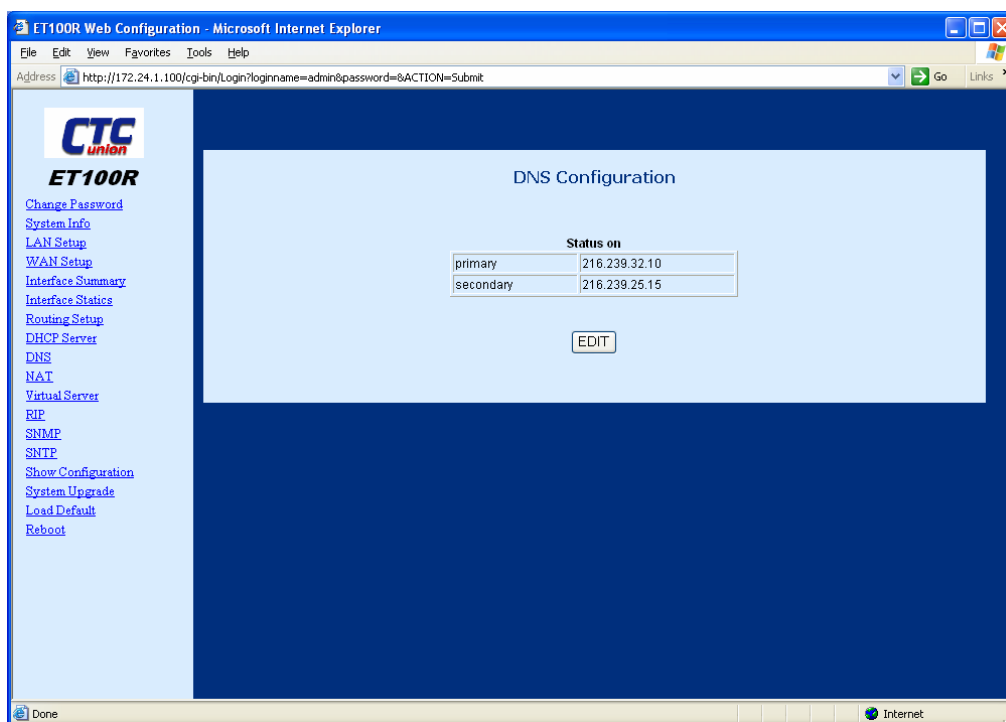 ET100R Web Configuration - Microsoft Internet Explorer
File Edit View Favorites Tools Help
Address http://172.24.1.100/cgi-bin/Login?loginname=admin&password=&ACTION=Submit Go Links
CTC
union
ET100R
Change Password
System Info
LAN Setup
WAN Setup
Interface Summary
Interface Statics
Routing Setup
DHCP Server
DNS
NAT
Virtual Server
RIP
SNMP
SNTP
Show Configuration
System Upgrade
Load Default
Reboot
DNS Configuration
Status on
primary 216.239.32.10
secondary 216.239.25.15
EDIT
Done Internet